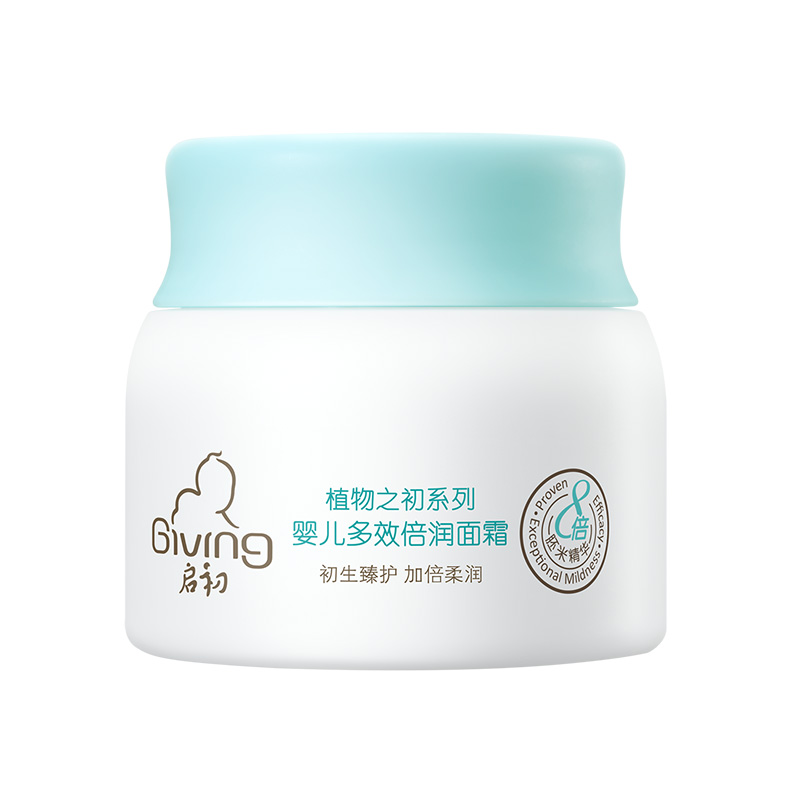 Giving
启初
植物之初系列
婴儿多效倍润面霜
初生臻护 加倍柔润
Proven Efficacy • Exceptional Mildness •
8倍
胚米精华